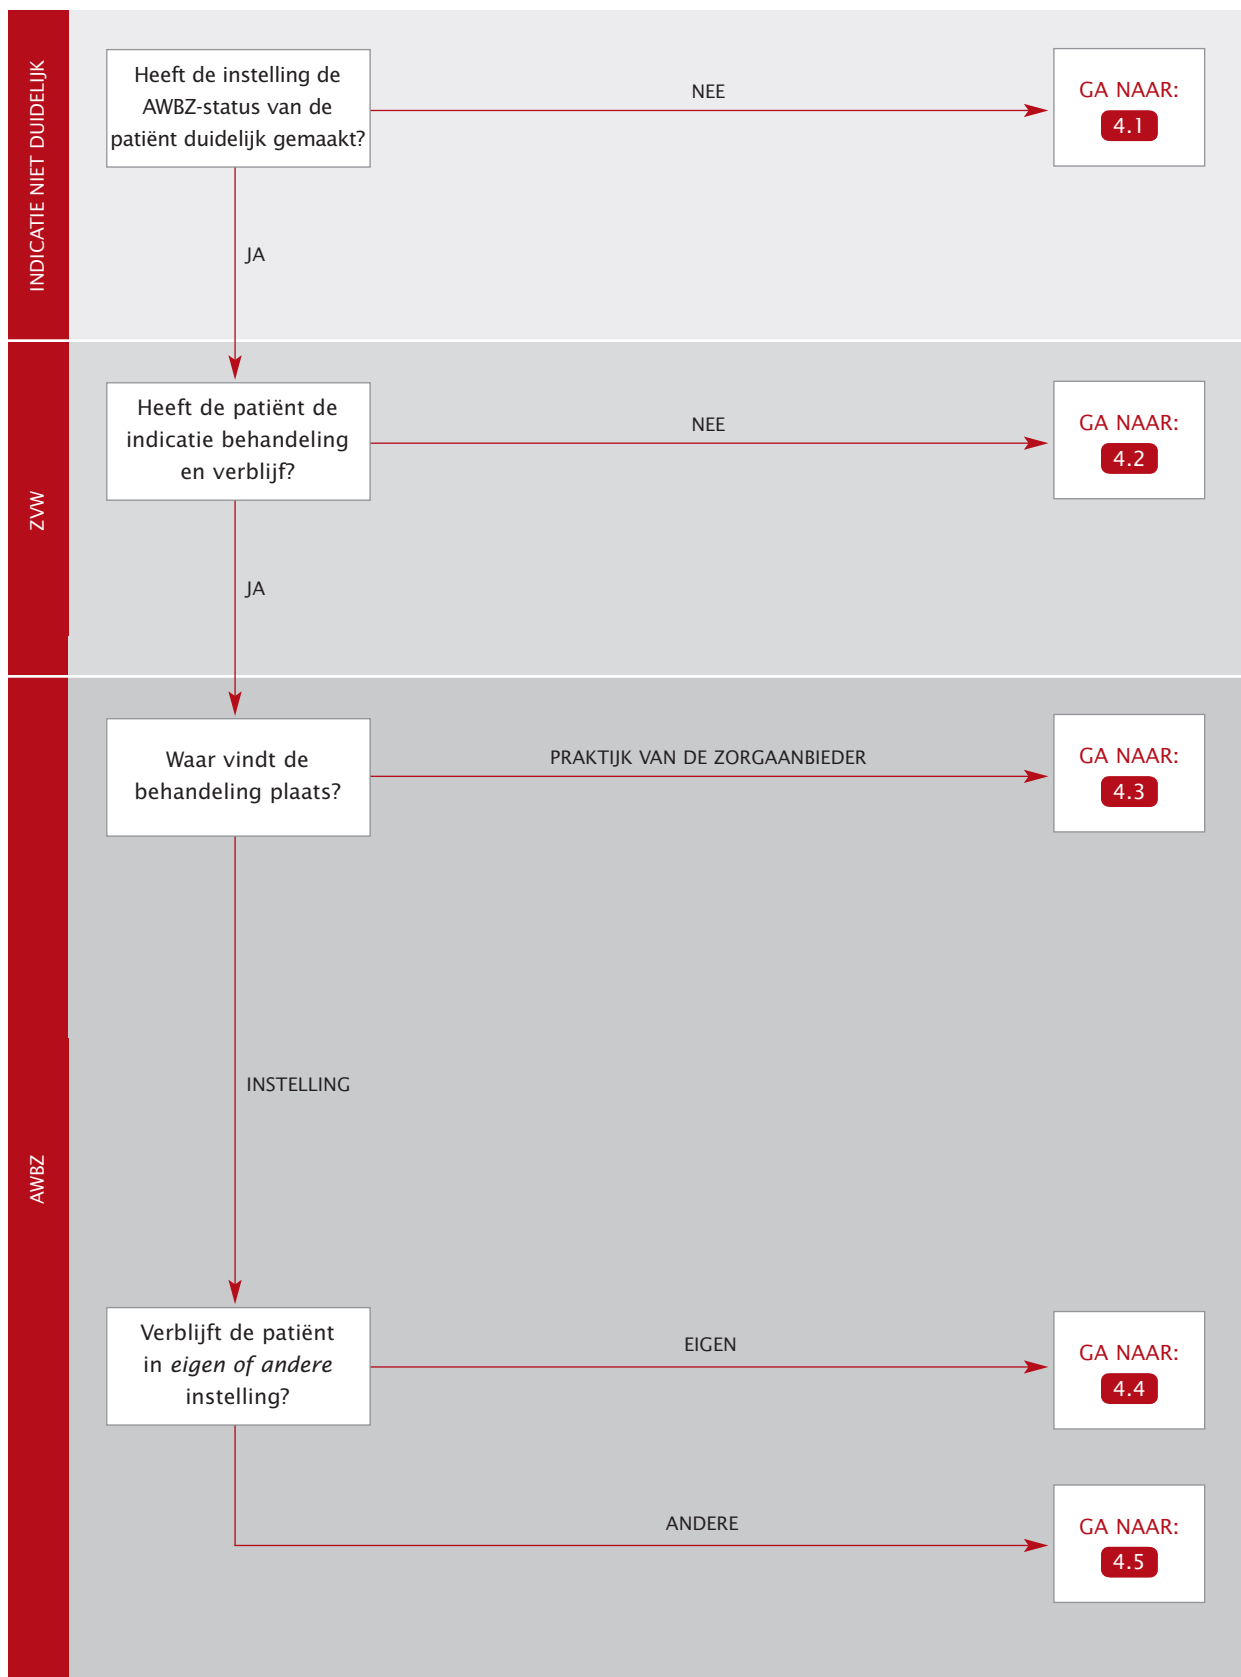 INDICATIE NIET DUIDELIJK
Heeft de instelling de
AWBZ-status van de
patiënt duidelijk gemaakt?
NEE
GA NAAR:
4.1
JA
ZVW
Heeft de patiënt de
indicatie behandeling
en verblijf?
NEE
GA NAAR:
4.2
JA
AWBZ
Waar vindt de
behandeling plaats?
PRAKTIJK VAN DE ZORGAANBIEDER
GA NAAR:
4.3
INSTELLING
Verblijft de patiënt
in eigen of andere
instelling?
EIGEN
GA NAAR:
4.4
ANDERE
GA NAAR:
4.5